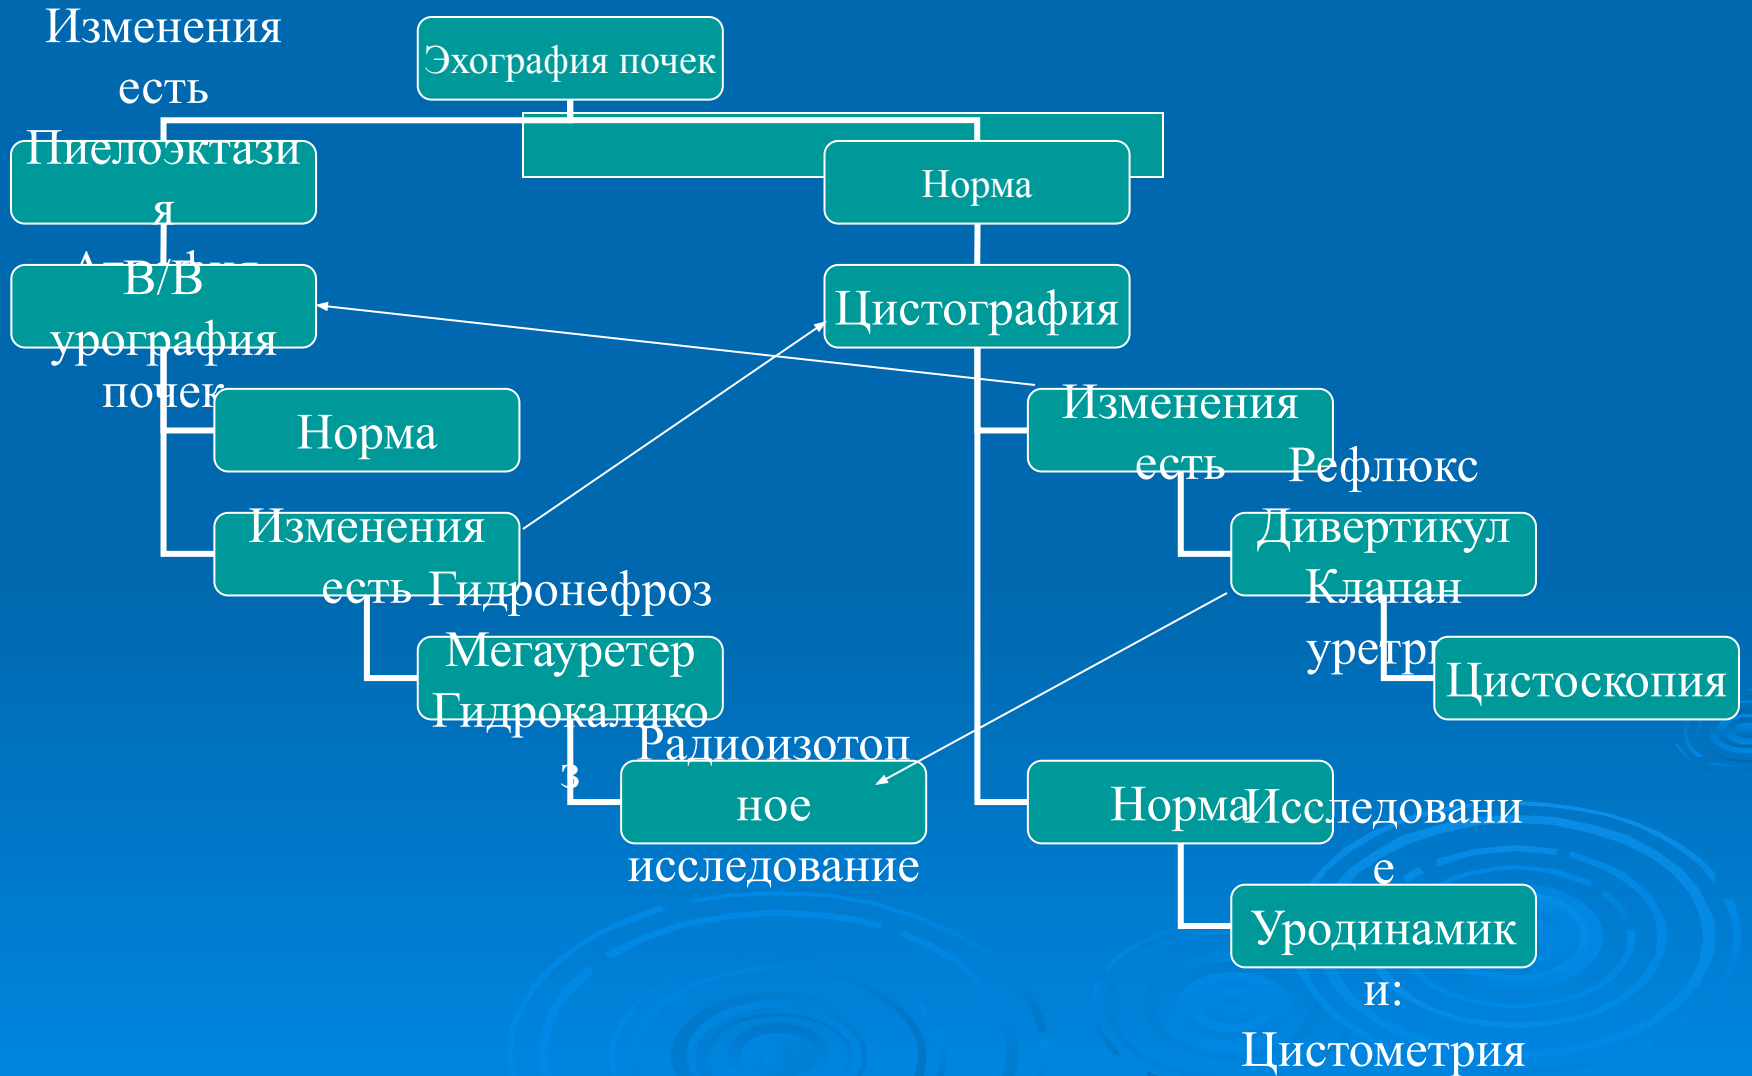 Эхография почек
Изменения
есть
Пиелоэктази
я
Норма
В/В
урография
почек
Цистография
Норма
Изменения
есть
Изменения
есть
Гидронефроз
Мегауретер
Гидрокалико
з
Рефлюкс
Дивертикул
Клапан
Цистоскопия
Радиоизотоп
ное
исследование
Норма
Исследовани
е
Уродинамик
и:
Цистометрия